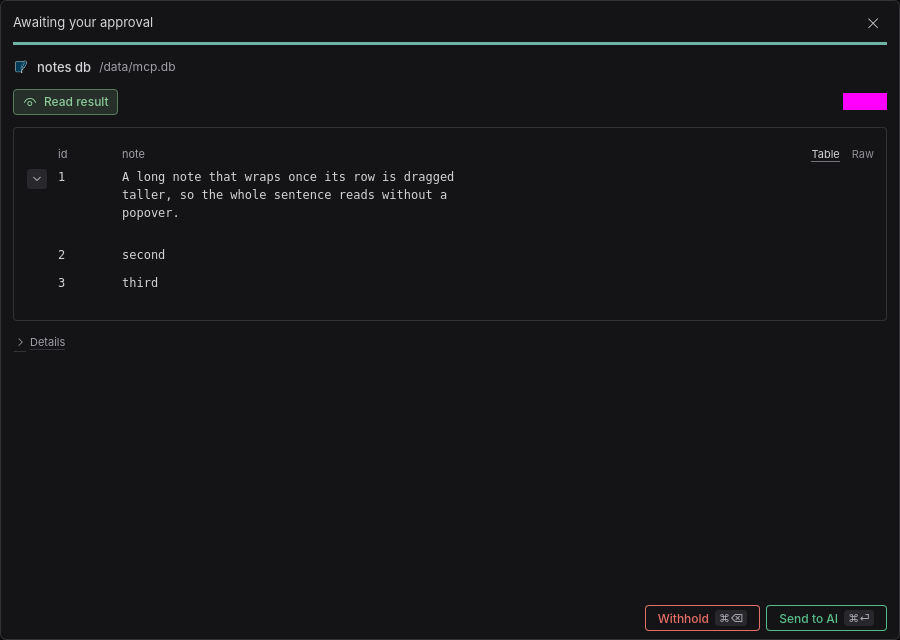 Awaiting your approval
notes db /data/mcp.db
Read result
id note Table Raw
1 A long note that wraps once its row is dragged
taller, so the whole sentence reads without a
popover.
2 second
3 third
Details
Withhold ⌘⌫ Send to AI ⌘⏎